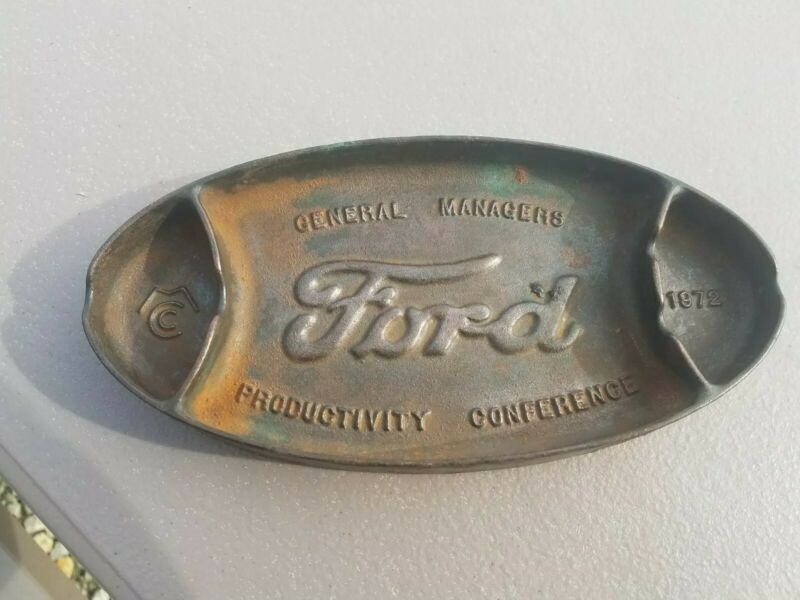 GENERAL MANAGERS
Ford
PRODUCTIVITY CONFERENCE
C
1972